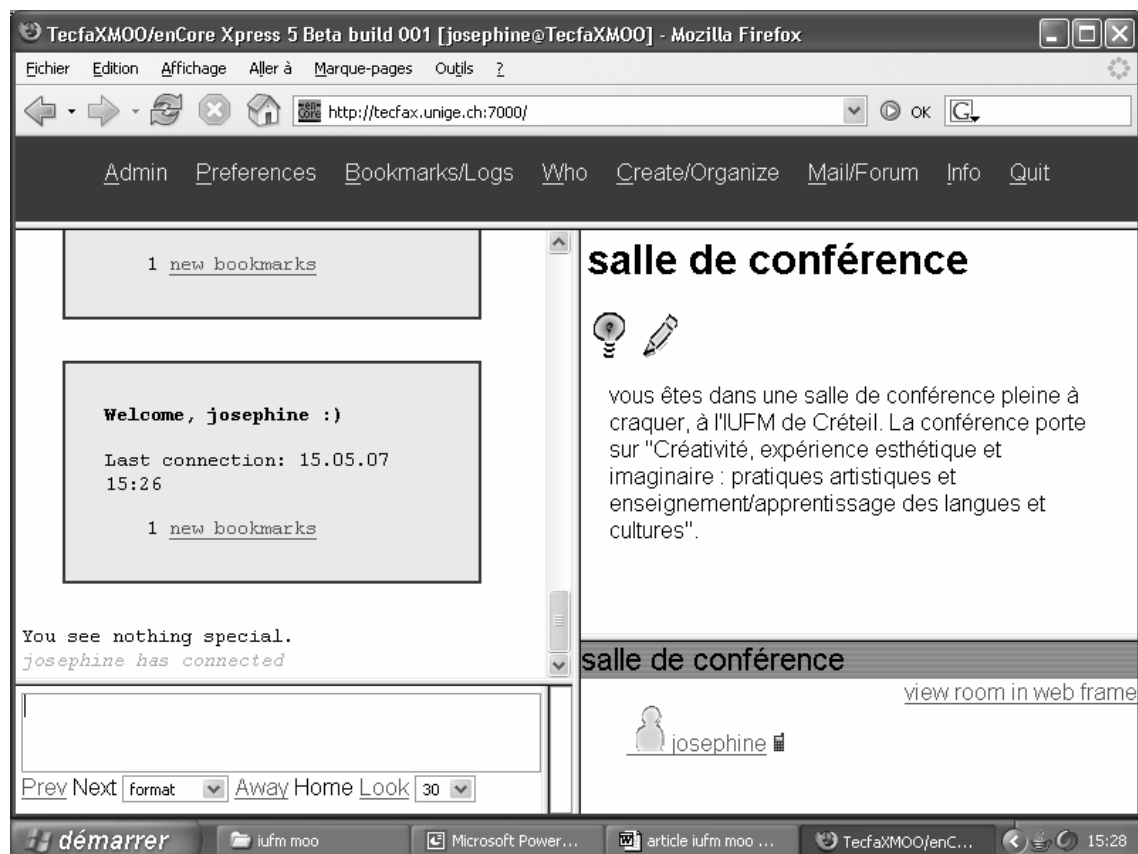 TecfaXMOO/enCore Xpress 5 Beta build 001 [josephine@TecfaXMOO] - Mozilla Firefox
Fichier Edition Affichage Aller à Marque-pages Outils ?
http://tecfax.unige.ch:7000/ OK G
Admin Preferences Bookmarks/Logs Who Create/Organize Mail/Forum Info Quit
1 new bookmarks
Welcome, josephine :)
Last connection: 15.05.07
15:26
1 new bookmarks
You see nothing special.
josephine has connected
Prev Next format Away Home Look 30
salle de conférence
vous êtes dans une salle de conférence pleine à
craquer, à l'IUFM de Créteil. La conférence porte
sur "Créativité, expérience esthétique et
imaginaire : pratiques artistiques et
enseignement/apprentissage des langues et
cultures".
salle de conférence
view room in web frame
josephine
démarrer iufm moo Microsoft Power... article iufm moo ... TecfaXMOO/enC... 15:28